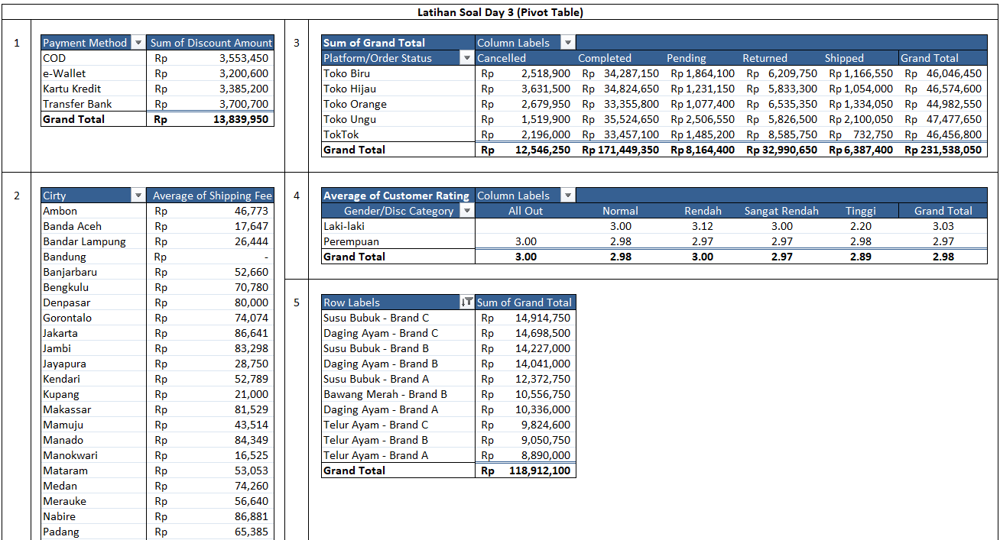 Latihan Soal Day 3 (Pivot Table)
1
Payment Method Sum of Discount Amount
COD Rp 3,553,450
e-Wallet Rp 3,200,600
Kartu Kredit Rp 3,385,200
Transfer Bank Rp 3,700,700
Grand Total Rp 13,839,950
2
Cirty Average of Shipping Fee
Ambon Rp 46,773
Banda Aceh Rp 17,647
Bandar Lampung Rp 26,444
Bandung Rp -
Banjarbaru Rp 52,660
Bengkulu Rp 70,780
Denpasar Rp 80,000
Gorontalo Rp 74,074
Jakarta Rp 86,641
Jambi Rp 83,298
Jayapura Rp 28,750
Kendari Rp 52,789
Kupang Rp 21,000
Makassar Rp 81,529
Mamuju Rp 43,514
Manado Rp 84,349
Manokwari Rp 16,525
Mataram Rp 53,053
Medan Rp 74,260
Merauke Rp 56,640
Nabire Rp 86,881
Padang Rp 65,385
3
Sum of Grand Total Column Labels
Platform/Order Status Cancelled Completed Pending Returned Shipped Grand Total
Toko Biru Rp 2,518,900 Rp 34,287,150 Rp 1,864,100 Rp 6,209,750 Rp 1,166,550 Rp 46,046,450
Toko Hijau Rp 3,631,500 Rp 34,824,650 Rp 1,231,150 Rp 5,833,300 Rp 1,054,000 Rp 46,574,600
Toko Orange Rp 2,679,950 Rp 33,355,800 Rp 1,077,400 Rp 6,535,350 Rp 1,334,050 Rp 44,982,550
Toko Ungu Rp 1,519,900 Rp 35,524,650 Rp 2,506,550 Rp 5,826,500 Rp 2,100,050 Rp 47,477,650
TokTok Rp 2,196,000 Rp 33,457,100 Rp 1,485,200 Rp 8,585,750 Rp 732,750 Rp 46,456,800
Grand Total Rp 12,546,250 Rp 171,449,350 Rp 8,164,400 Rp 32,990,650 Rp 6,387,400 Rp 231,538,050
4
Average of Customer Rating Column Labels
Gender/Disc Category All Out Normal Rendah Sangat Rendah Tinggi Grand Total
Laki-laki 3.00 3.12 3.00 2.20 3.03
Perempuan 3.00 2.98 2.97 2.97 2.98 2.97
Grand Total 3.00 2.98 3.00 2.97 2.89 2.98
5
Row Labels Sum of Grand Total
Susu Bubuk - Brand C Rp 14,914,750
Daging Ayam - Brand C Rp 14,698,500
Susu Bubuk - Brand B Rp 14,227,000
Daging Ayam - Brand B Rp 14,041,000
Susu Bubuk - Brand A Rp 12,372,750
Bawang Merah - Brand B Rp 10,556,750
Daging Ayam - Brand A Rp 10,336,000
Telur Ayam - Brand C Rp 9,824,600
Telur Ayam - Brand B Rp 9,050,750
Telur Ayam - Brand A Rp 8,890,000
Grand Total Rp 118,912,100